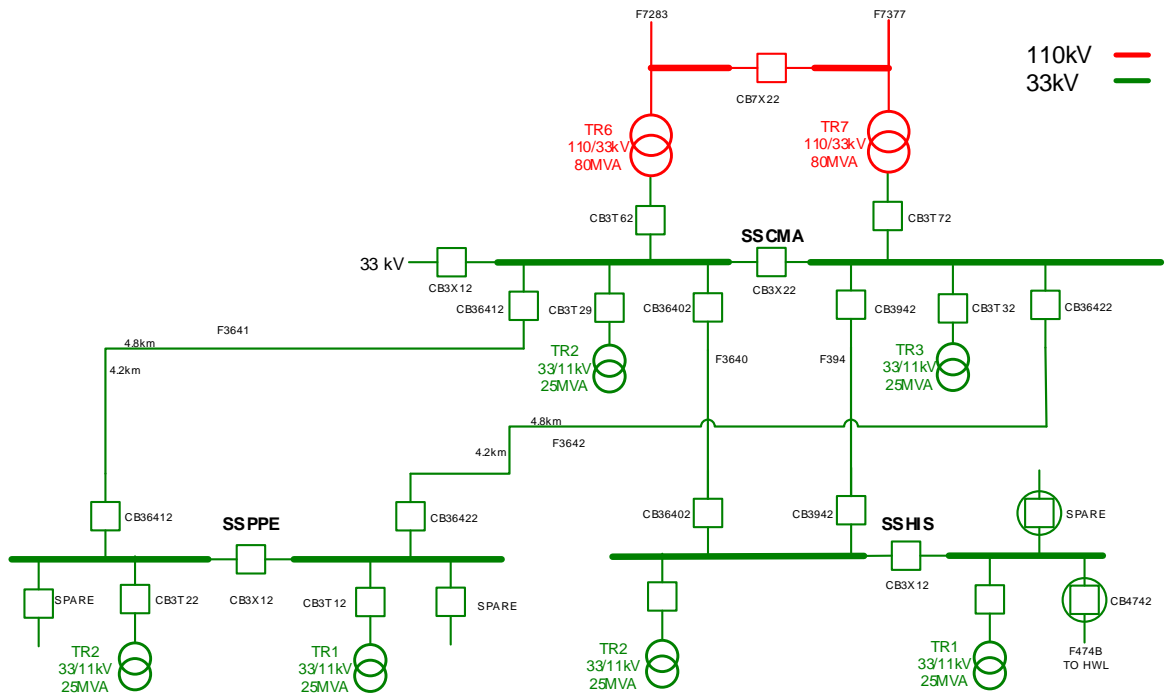 F7283
F7377
110kV
33kV
CB7X22
TR6
110/33kV
80MVA
TR7
110/33kV
80MVA
CB3T62
CB3T72
SSCMA
33 kV
CB3X12
CB3X22
CB36412
CB3T29
CB36402
CB3942
CB3T32
CB36422
F3641
4.8km
4.2km
TR2
33/11kV
25MVA
F3640
F394
TR3
33/11kV
25MVA
4.8km
F3642
4.2km
CB36412
SSPPE
CB36422
CB36402
CB3942
SSHIS
SPARE
SPARE
CB3T22
CB3X12
CB3T12
SPARE
CB3X12
CB4742
TR2
33/11kV
25MVA
TR1
33/11kV
25MVA
TR2
33/11kV
25MVA
TR1
33/11kV
25MVA
F474B
TO HWL